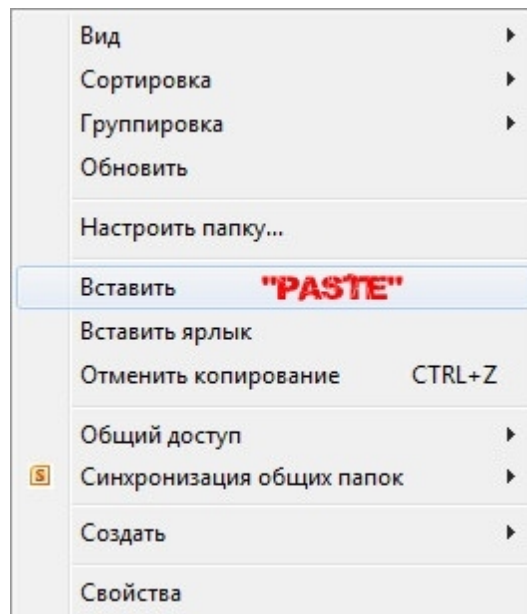 Вид
Сортировка
Группировка
Обновить
Настроить папку...
Вставить "PASTE"
Вставить ярлык
Отменить копирование CTRL+Z
Общий доступ
S Синхронизация общих папок
Создать
Свойства